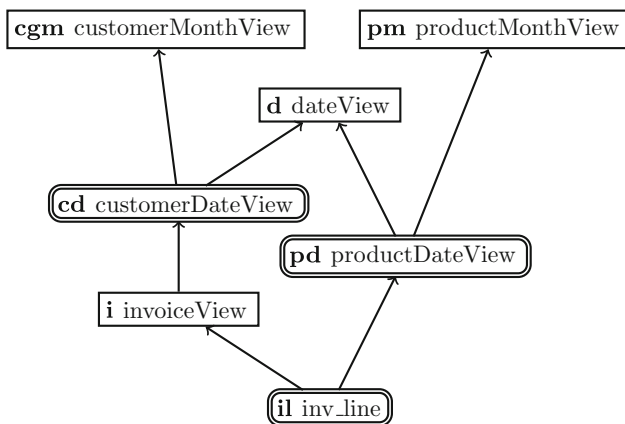 cgm customerMonthView
pm productMonthView
d dateView
cd customerDateView
pd productDateView
i invoiceView
il inv_line